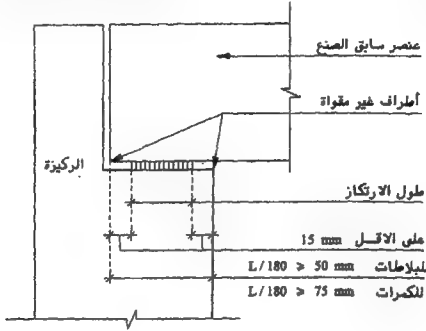 عنصر سابق الصنع
أطراف غير مقواة
الركيزة
طول الارتكاز
على الاقل 15 mm
للبلاطات L/180 ≥ 50 mm
للكمرات L/180 ≥ 75 mm